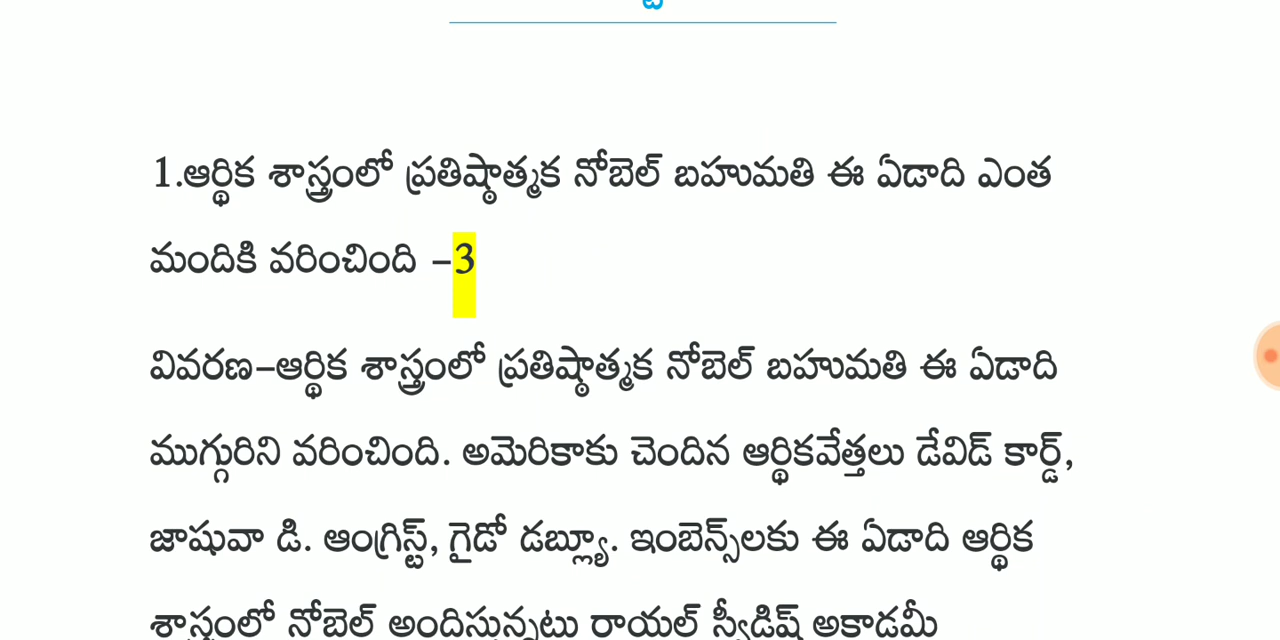 1.ఆర్థిక శాస్త్రంలో ప్రతిష్ఠాత్మక నోబెల్ బహుమతి ఈ ఏడాది ఎంత
మందికి వరించింది –3
వివరణ–ఆర్థిక శాస్త్రంలో ప్రతిష్ఠాత్మక నోబెల్ బహుమతి ఈ ఏడాది
ముగ్గురిని వరించింది. అమెరికాకు చెందిన ఆర్థికవేత్తలు డేవిడ్ కార్డ్,
జాషువా డి. ఆంగ్రిస్ట్, గైడో డబ్ల్యూ. ఇంబెన్స్‌లకు ఈ ఏడాది ఆర్థిక
శాస్త్రంలో నోబెల్ అందిస్తున్నట్టు రాయల్ స్వీడిష్ అకాడమీ